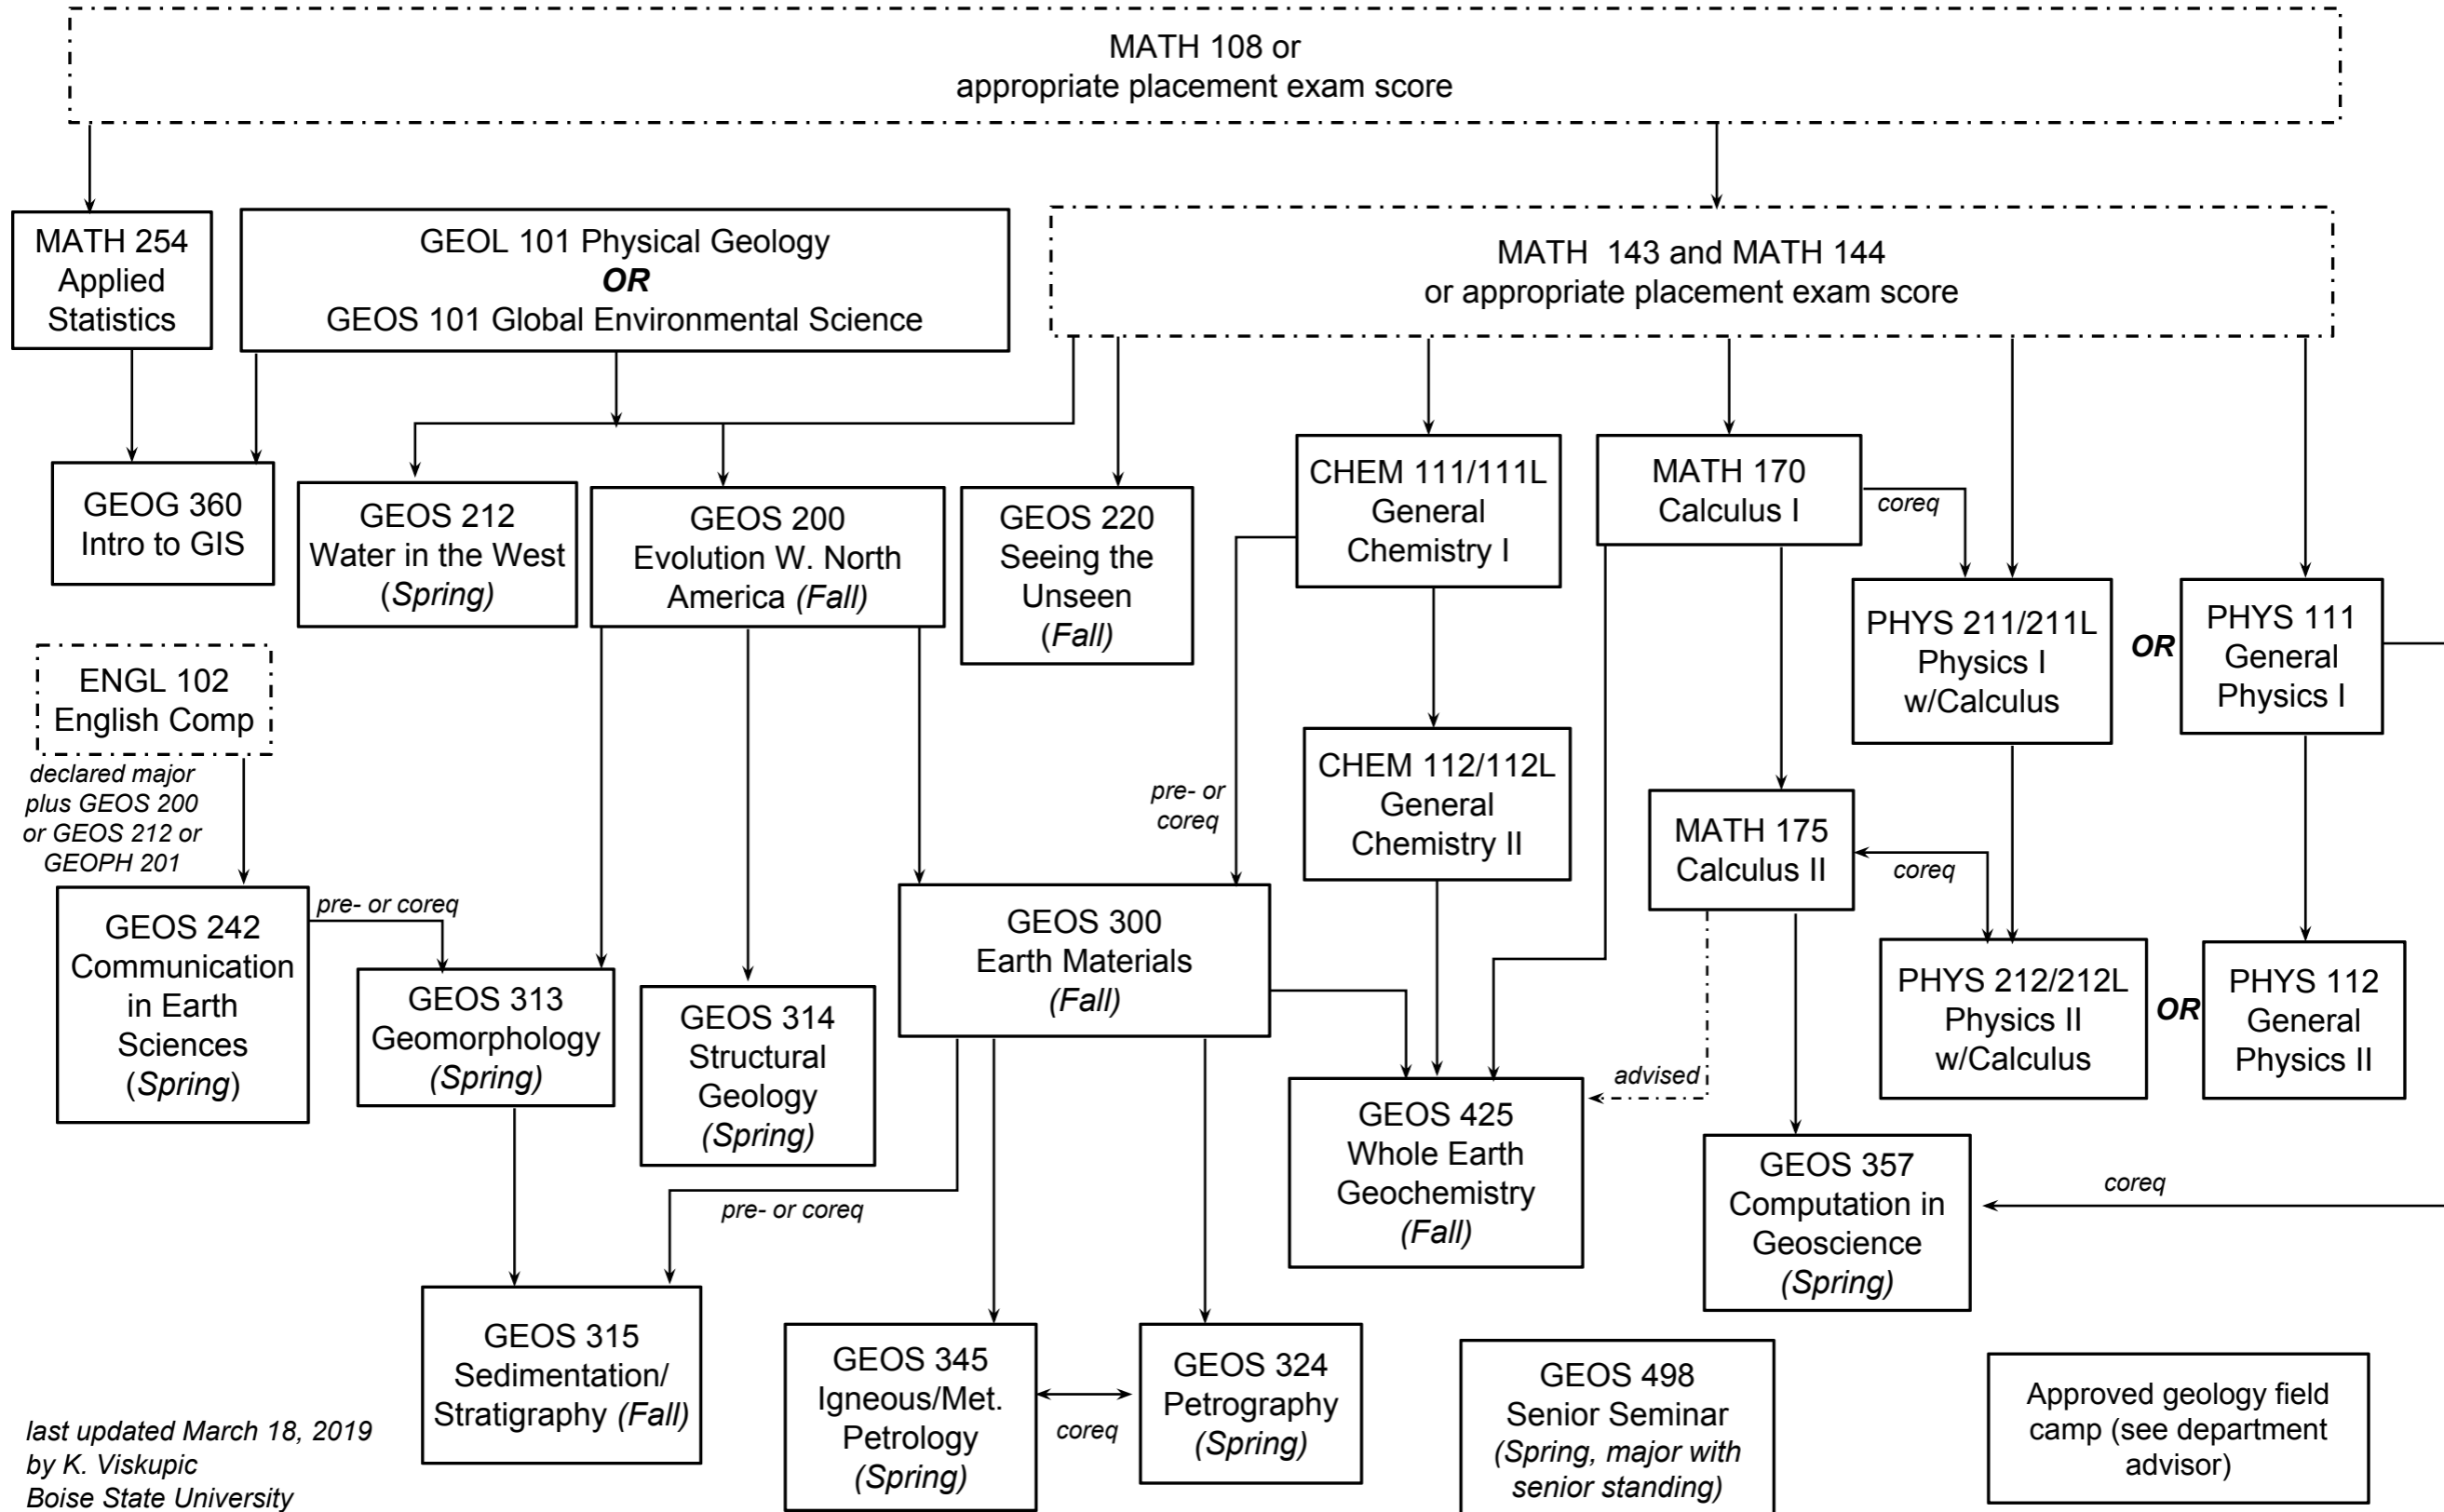 MATH 108 or
appropriate placement exam score
MATH 254
Applied
Statistics
GEOL 101 Physical Geology
OR
GEOS 101 Global Environmental Science
MATH  143 and MATH 144
or appropriate placement exam score
GEOG 360
Intro to GIS
GEOS 212
Water in the West
(Spring)
GEOS 200
Evolution W. North
America (Fall)
GEOS 220
Seeing the
Unseen
(Fall)
CHEM 111/111L
General
Chemistry I
MATH 170
Calculus I
coreq
PHYS 211/211L
Physics I
w/Calculus
OR
PHYS 111
General
Physics I
ENGL 102
English Comp
declared major
plus GEOS 200
or GEOS 212 or
GEOPH 201
pre- or
coreq
CHEM 112/112L
General
Chemistry II
MATH 175
Calculus II
coreq
GEOS 242
Communication
in Earth
Sciences
(Spring)
pre- or coreq
GEOS 313
Geomorphology
(Spring)
GEOS 314
Structural
Geology
(Spring)
GEOS 300
Earth Materials
(Fall)
PHYS 212/212L
Physics II
w/Calculus
OR
PHYS 112
General
Physics II
advised
GEOS 425
Whole Earth
Geochemistry
(Fall)
GEOS 357
Computation in
Geoscience
(Spring)
coreq
pre- or coreq
GEOS 315
Sedimentation/
Stratigraphy (Fall)
GEOS 345
Igneous/Met.
Petrology
(Spring)
coreq
GEOS 324
Petrography
(Spring)
GEOS 498
Senior Seminar
(Spring, major with
senior standing)
Approved geology field
camp (see department
advisor)
last updated March 18, 2019
by K. Viskupic
Boise State University